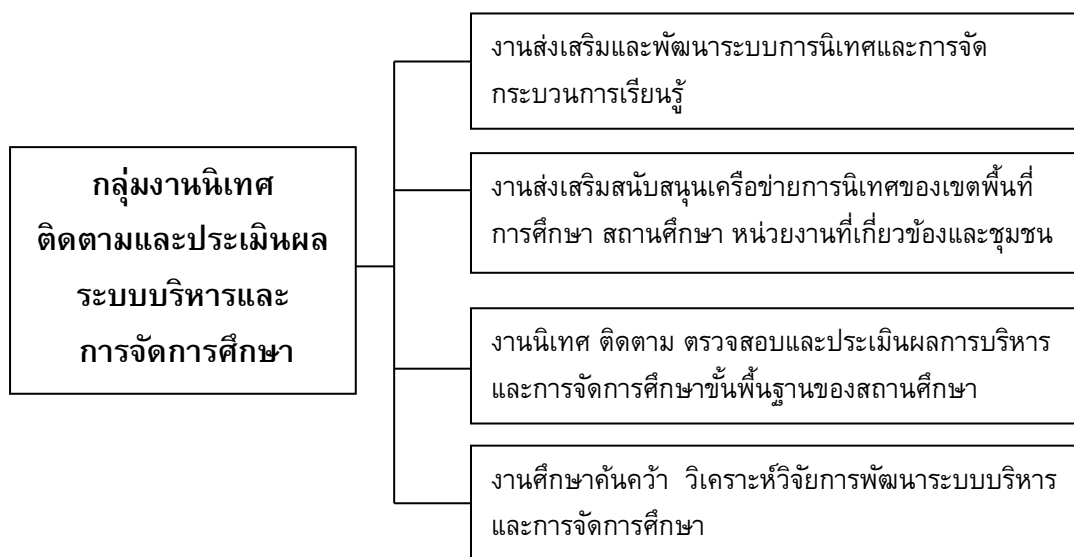 งานส่งเสริมและพัฒนาระบบการนิเทศและการจัด
กระบวนการเรียนรู้
กลุ่มงานนิเทศ
ติดตามและประเมินผล
ระบบบริหารและ
การจัดการศึกษา
งานส่งเสริมสนับสนุนเครือข่ายการนิเทศของเขตพื้นที่
การศึกษา สถานศึกษา หน่วยงานที่เกี่ยวข้องและชุมชน
งานนิเทศ ติดตาม ตรวจสอบและประเมินผลการบริหาร
และการจัดการศึกษาขั้นพื้นฐานของสถานศึกษา
งานศึกษาค้นคว้า วิเคราะห์วิจัยการพัฒนาระบบบริหาร
และการจัดการศึกษา